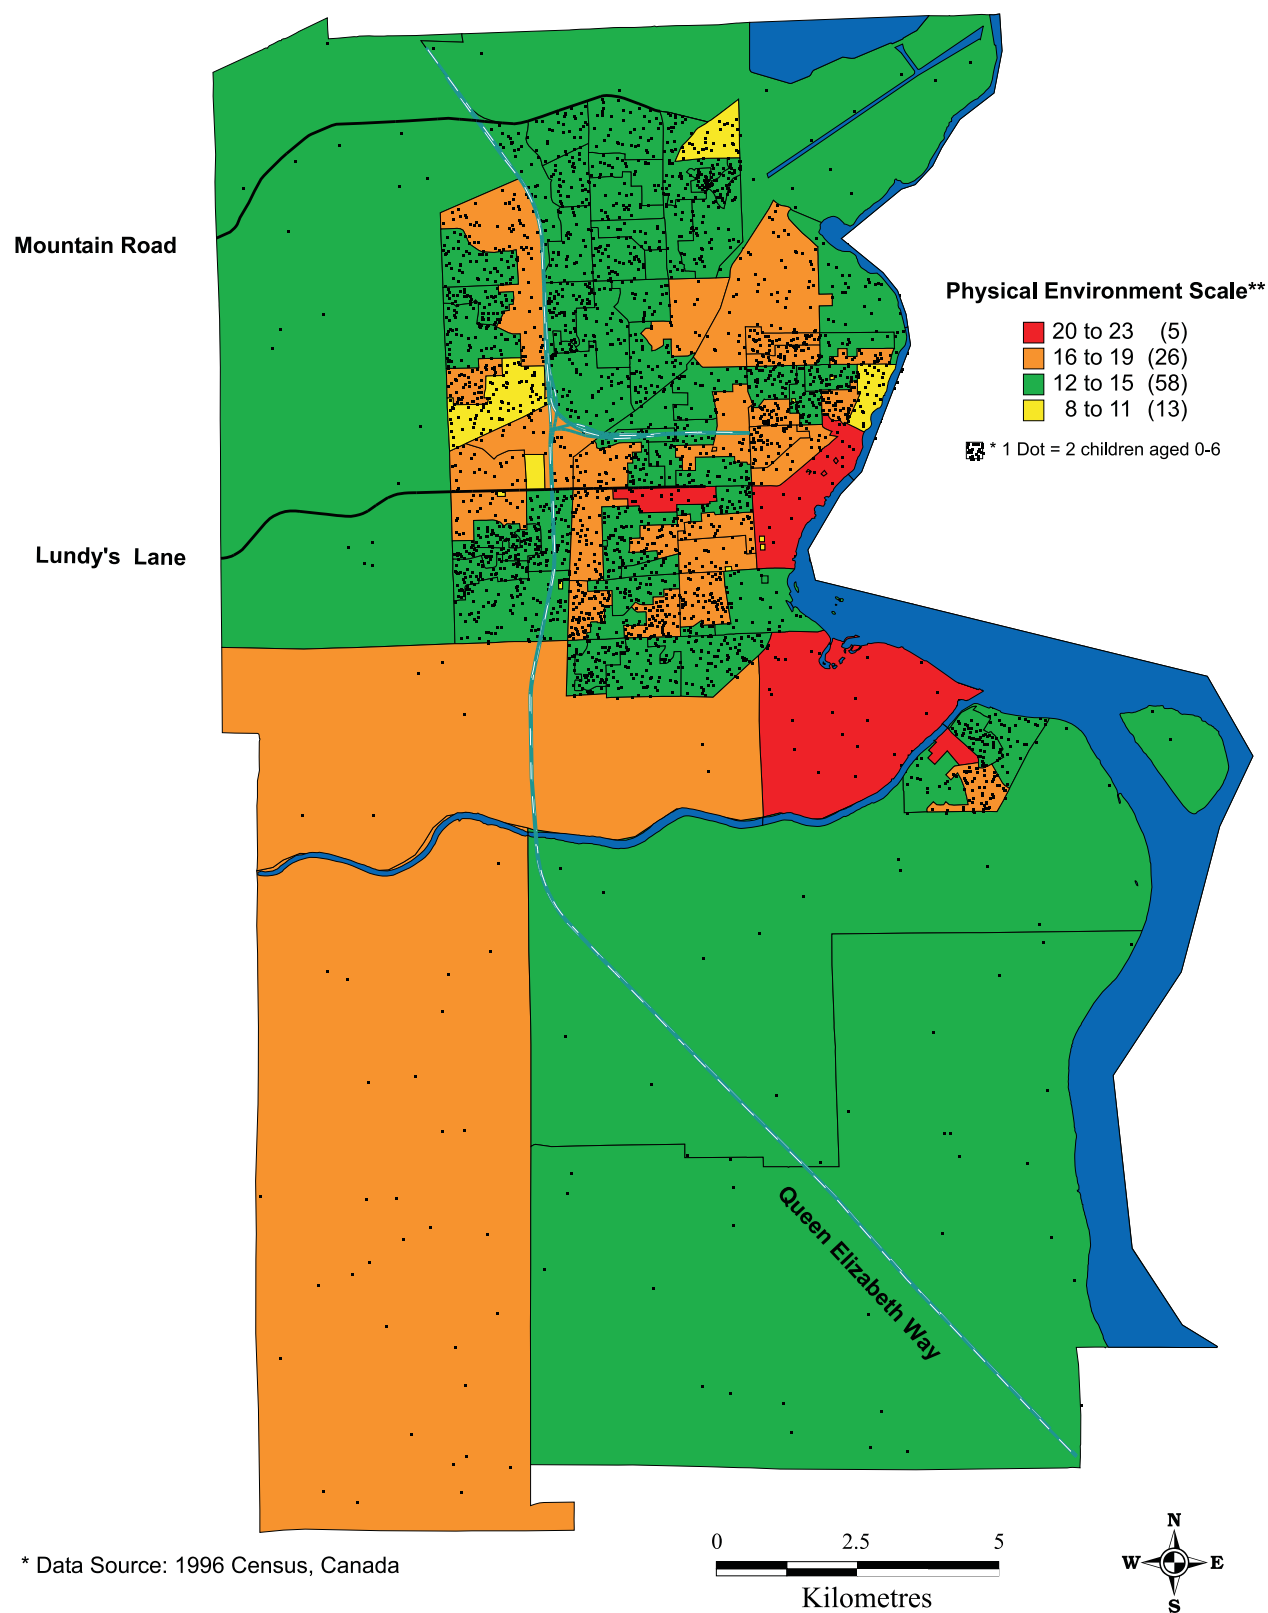 Mountain Road
Physical Environment Scale**
20 to 23 (5)
16 to 19 (26)
12 to 15 (58)
8 to 11 (13)
* 1 Dot = 2 children aged 0-6
Lundy's Lane
Queen Elizabeth Way
* Data Source: 1996 Census, Canada
0 2.5 5
Kilometres
N
W E
S